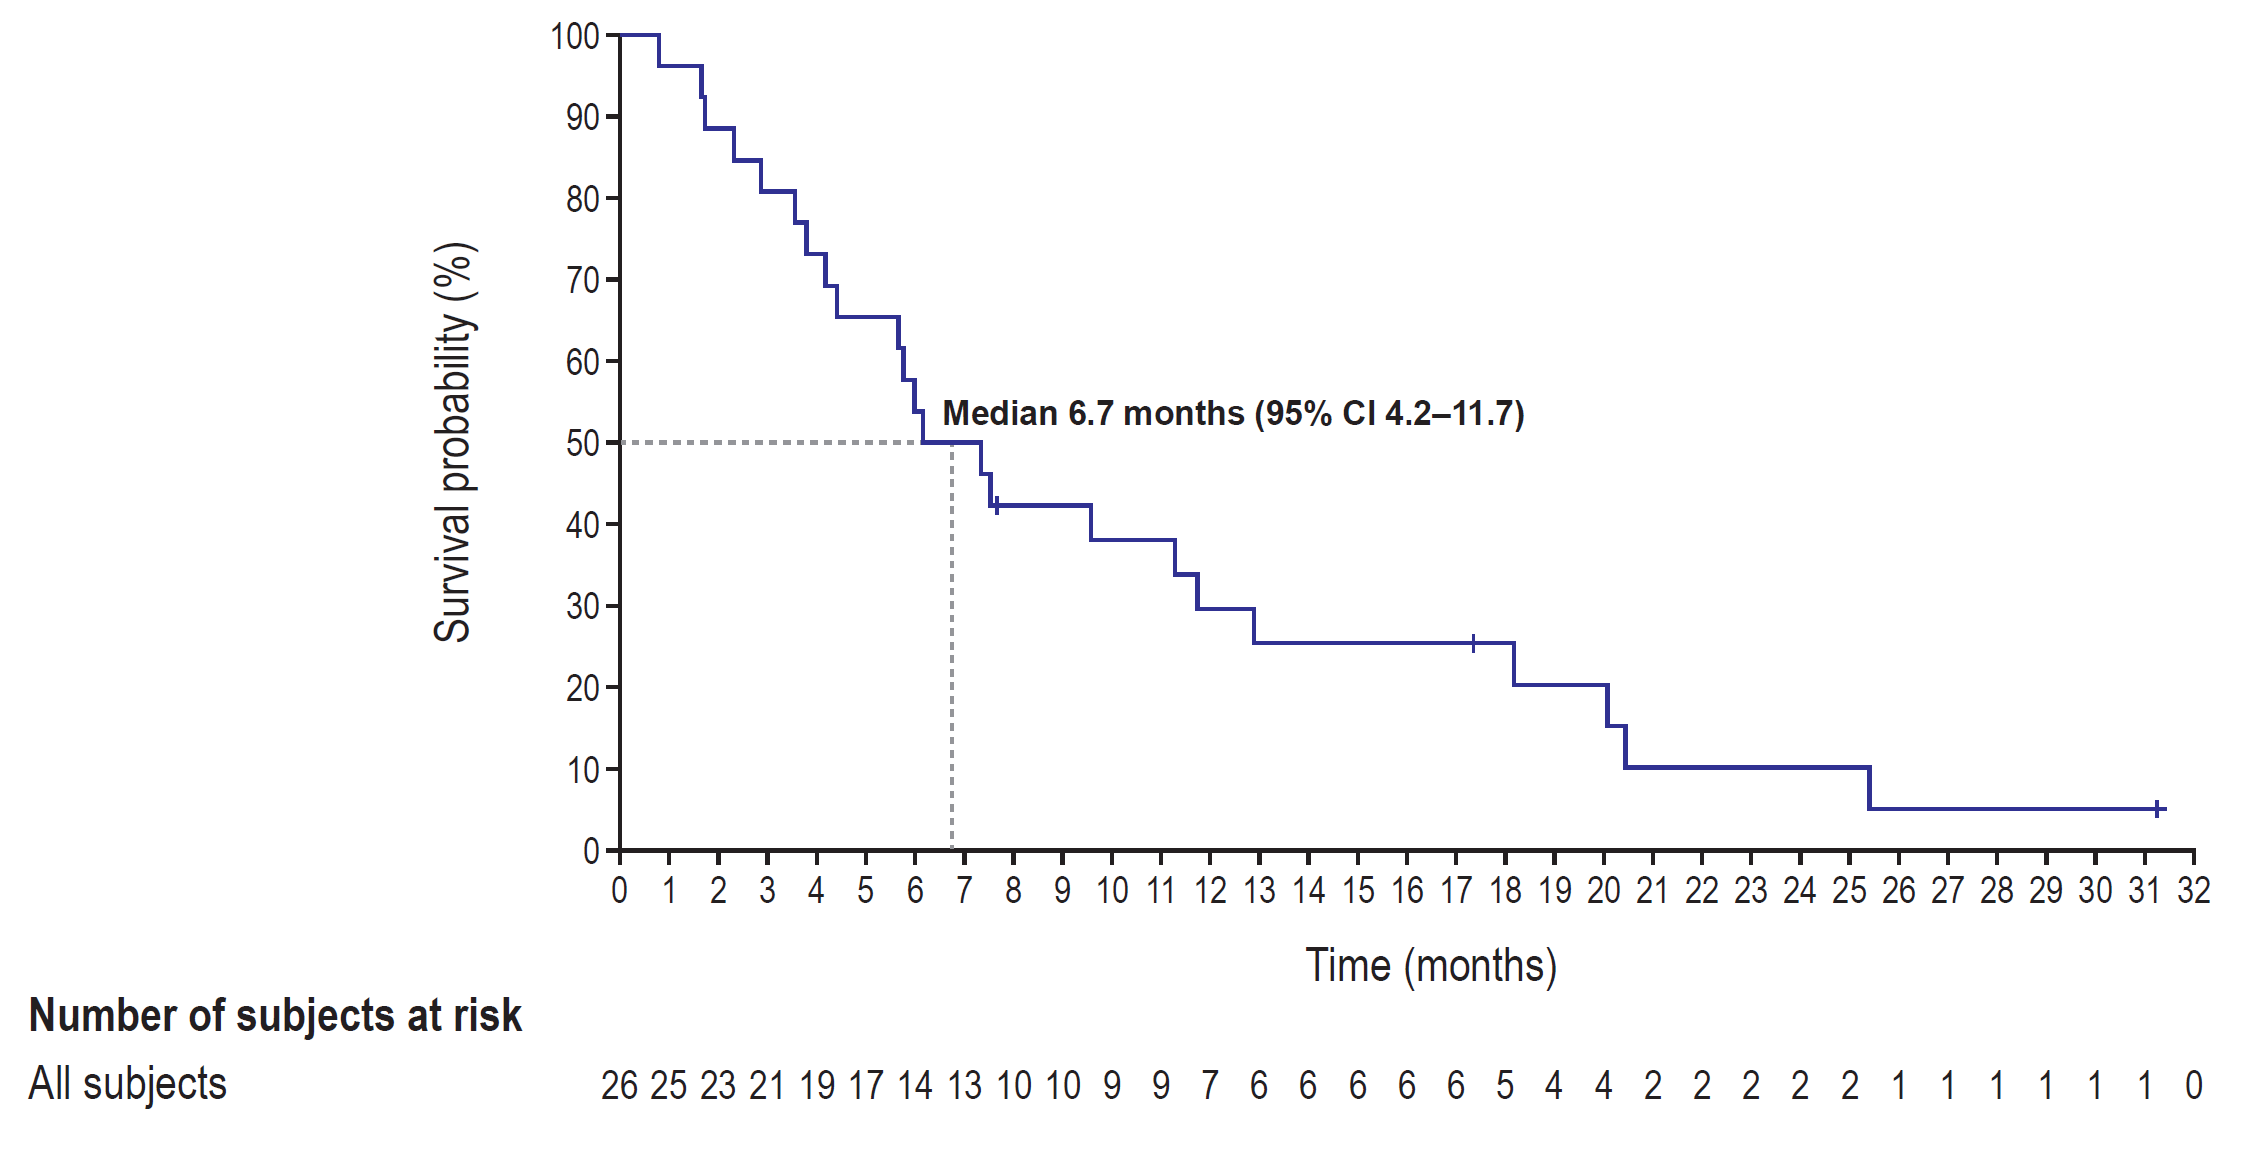 100
90
80
70
60
50
40
30
20
10
0
Survival probability (%)
Median 6.7 months (95% CI 4.2–11.7)
0 1 2 3 4 5 6 7 8 9 10 11 12 13 14 15 16 17 18 19 20 21 22 23 24 25 26 27 28 29 30 31 32
Time (months)
Number of subjects at risk
All subjects 26 25 23 21 19 17 14 13 10 10 9 9 7 6 6 6 6 6 5 4 4 2 2 2 2 2 1 1 1 1 1 1 0